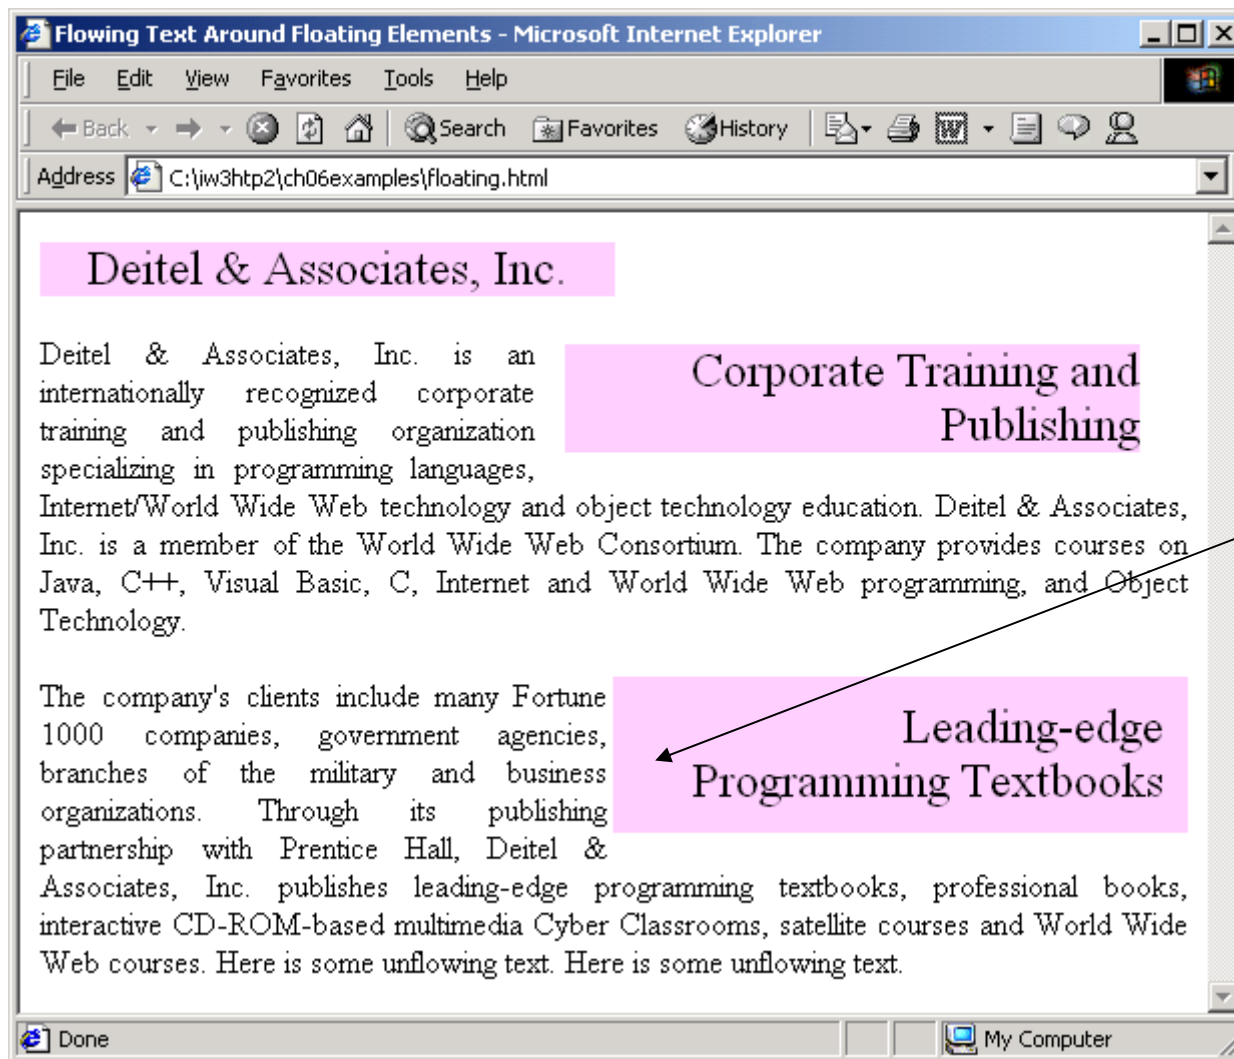 Flowing Text Around Floating Elements - Microsoft Internet Explorer
File Edit View Favorites Tools Help
Back Search Favorites History
Address C:\iw3htp2\ch06examples\floating.html
Deitel & Associates, Inc.
Deitel & Associates, Inc. is an
internationally recognized corporate
training and publishing organization
specializing in programming languages,
Corporate Training and
Publishing
Internet/World Wide Web technology and object technology education. Deitel & Associates,
Inc. is a member of the World Wide Web Consortium. The company provides courses on
Java, C++, Visual Basic, C, Internet and World Wide Web programming, and Object
Technology.
The company's clients include many Fortune
1000 companies, government agencies,
branches of the military and business
organizations. Through its publishing
partnership with Prentice Hall, Deitel &
Leading-edge
Programming Textbooks
Associates, Inc. publishes leading-edge programming textbooks, professional books,
interactive CD-ROM-based multimedia Cyber Classrooms, satellite courses and World Wide
Web courses. Here is some unflowing text. Here is some unflowing text.
Done My Computer